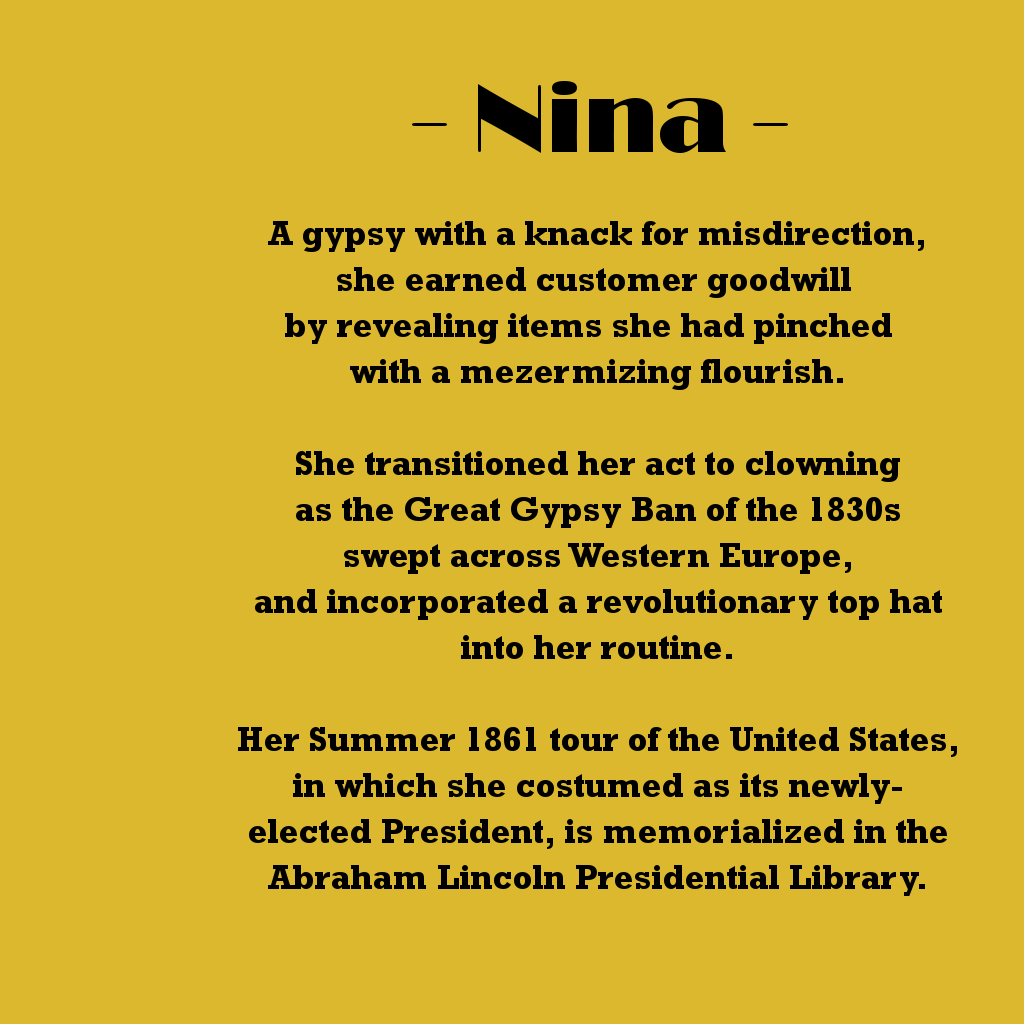 – Nina –
A gypsy with a knack for misdirection,
she earned customer goodwill
by revealing items she had pinched
with a mezermizing flourish.
She transitioned her act to clowning
as the Great Gypsy Ban of the 1830s
swept across Western Europe,
and incorporated a revolutionary top hat
into her routine.
Her Summer 1861 tour of the United States,
in which she costumed as its newly-
elected President, is memorialized in the
Abraham Lincoln Presidential Library.